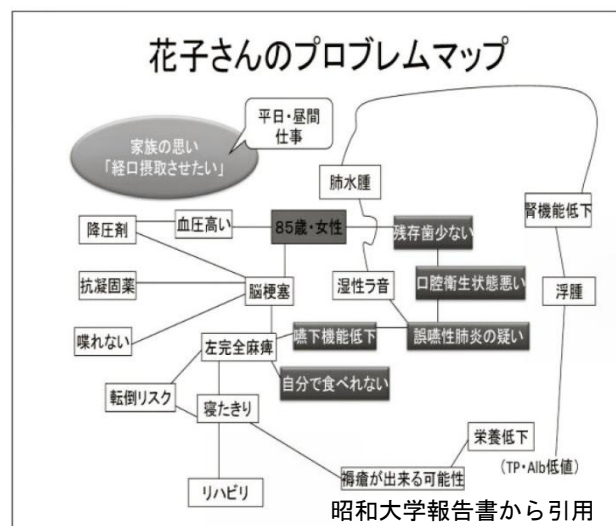 花子さんのプロブレムマップ
平日・昼間
仕事
家族の思い
「経口摂取させたい」
肺水腫
腎機能低下
降圧剤
血圧高い
85歳・女性
残存歯少ない
抗凝固薬
脳梗塞
湿性ラ音
口腔衛生状態悪い
浮腫
喋れない
左完全麻痺
嚥下機能低下
誤嚥性肺炎の疑い
自分で食べれない
転倒リスク
寝たきり
栄養低下
(TP・Alb低値)
リハビリ
褥瘡が出来る可能性
昭和大学報告書から引用